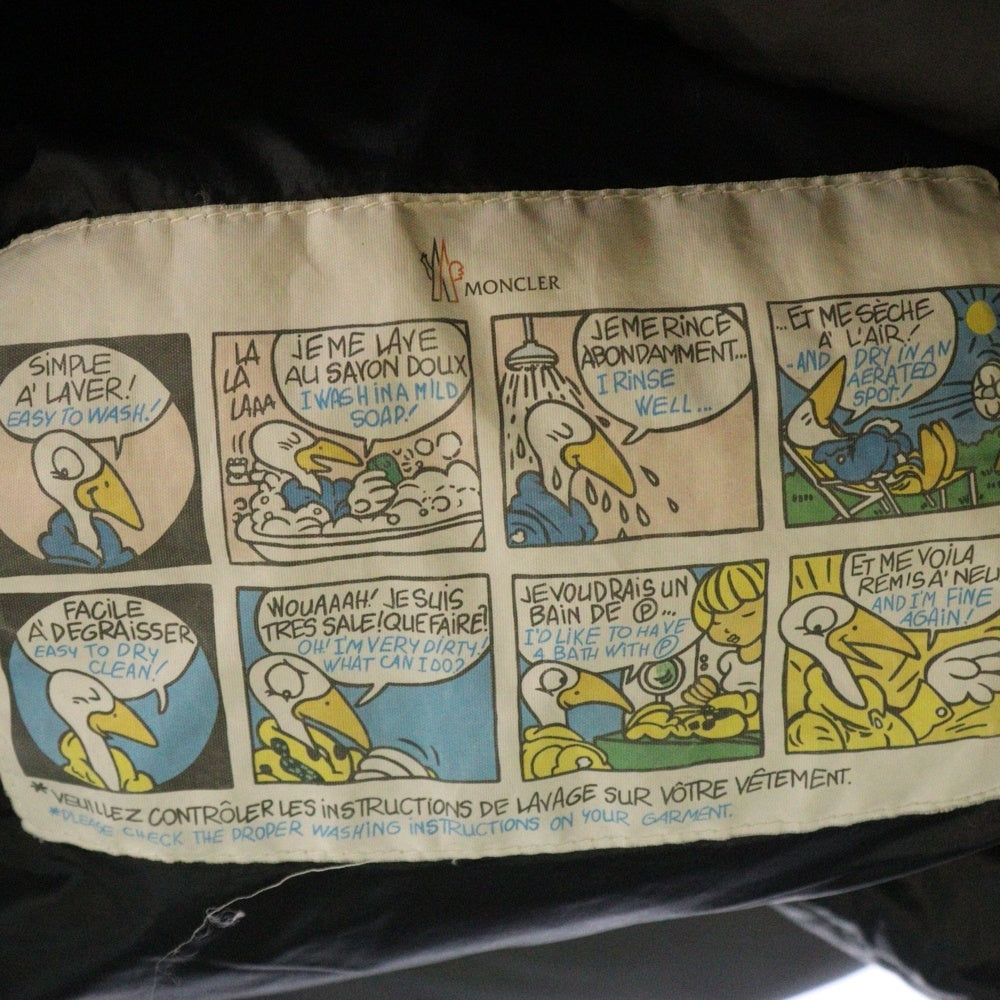 MONCLER
SIMPLE
A' LAVER!
EASY TO WASH!
LA
LA
LAAA
JE ME LAVE
AU SAVON DOUX
I WASH IN A MILD
SOAP!
JE ME RINCE
ABONDAMMENT...
I RINSE
WELL...
...ET ME SÈCHE
À L'AIR!
-AND DRY IN AN
AERATED
SPOT!
FACILE
A' DEGRAISSER
EASY TO DRY
CLEAN!
WOUAAAH! JE SUIS
TRES SALE! QUE FAIRE?
OH! I'M VERY DIRTY!
WHAT CAN I DO?
JE VOUDRAIS UN
BAIN DE Ⓟ...
I'D LIKE TO HAVE
A BATH WITH Ⓟ
ET ME VOILA
REMIS A'
AND I'M FINE
AGAIN!
* VEUILLEZ CONTRÔLER LES INSTRUCTIONS DE LAVAGE SUR VÔTRE VÊTEMENT.
*PLEASE CHECK THE PROPER WASHING INSTRUCTIONS ON YOUR GARMENT.